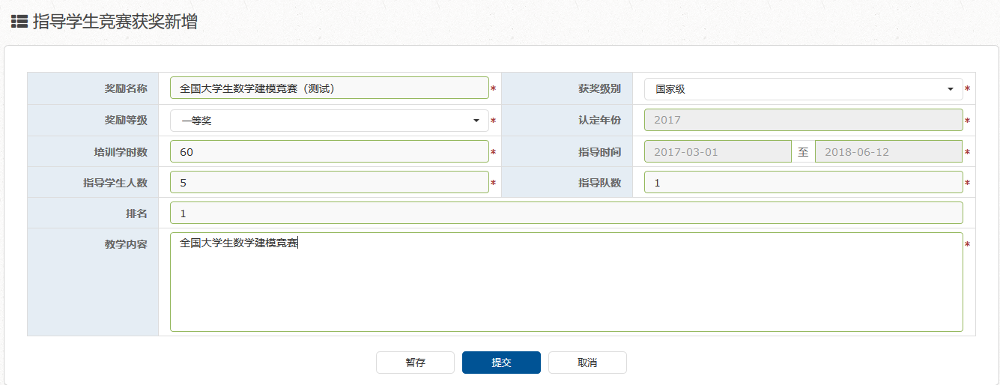 指导学生竞赛获奖新增
奖励名称 全国大学生数学建模竞赛（测试） * 获奖级别 国家级 *
奖励等级 一等奖 * 认定年份 2017 *
培训学时数 60 * 指导时间 2017-03-01 至 2018-06-12 *
指导学生人数 5 * 指导队数 1 *
排名 1
教学内容 全国大学生数学建模竞赛 *
暂存 提交 取消